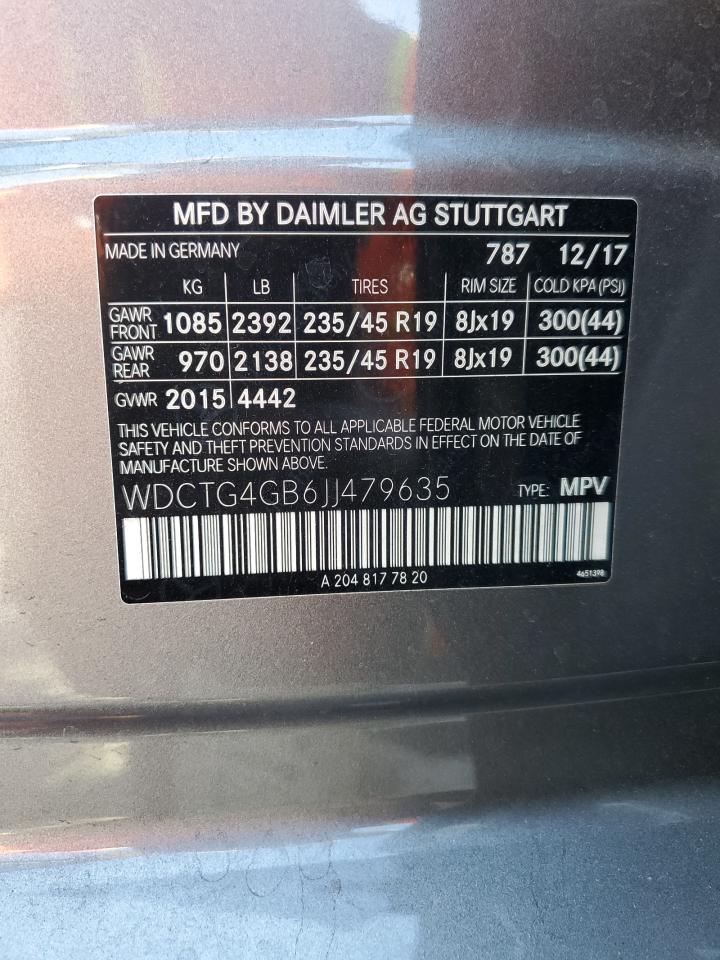 MFD BY DAIMLER AG STUTTGART
MADE IN GERMANY 787 12/17
KG LB TIRES RIM SIZE COLD KPA (PSI)
GAWR FRONT 1085 2392 235/45 R19 8Jx19 300(44)
GAWR REAR 970 2138 235/45 R19 8Jx19 300(44)
GVWR 2015 4442
THIS VEHICLE CONFORMS TO ALL APPLICABLE FEDERAL MOTOR VEHICLE
SAFETY AND THEFT PREVENTION STANDARDS IN EFFECT ON THE DATE OF
MANUFACTURE SHOWN ABOVE.
WDCTG4GB6JJ479635 TYPE: MPV
A 204 817 78 20 4651398